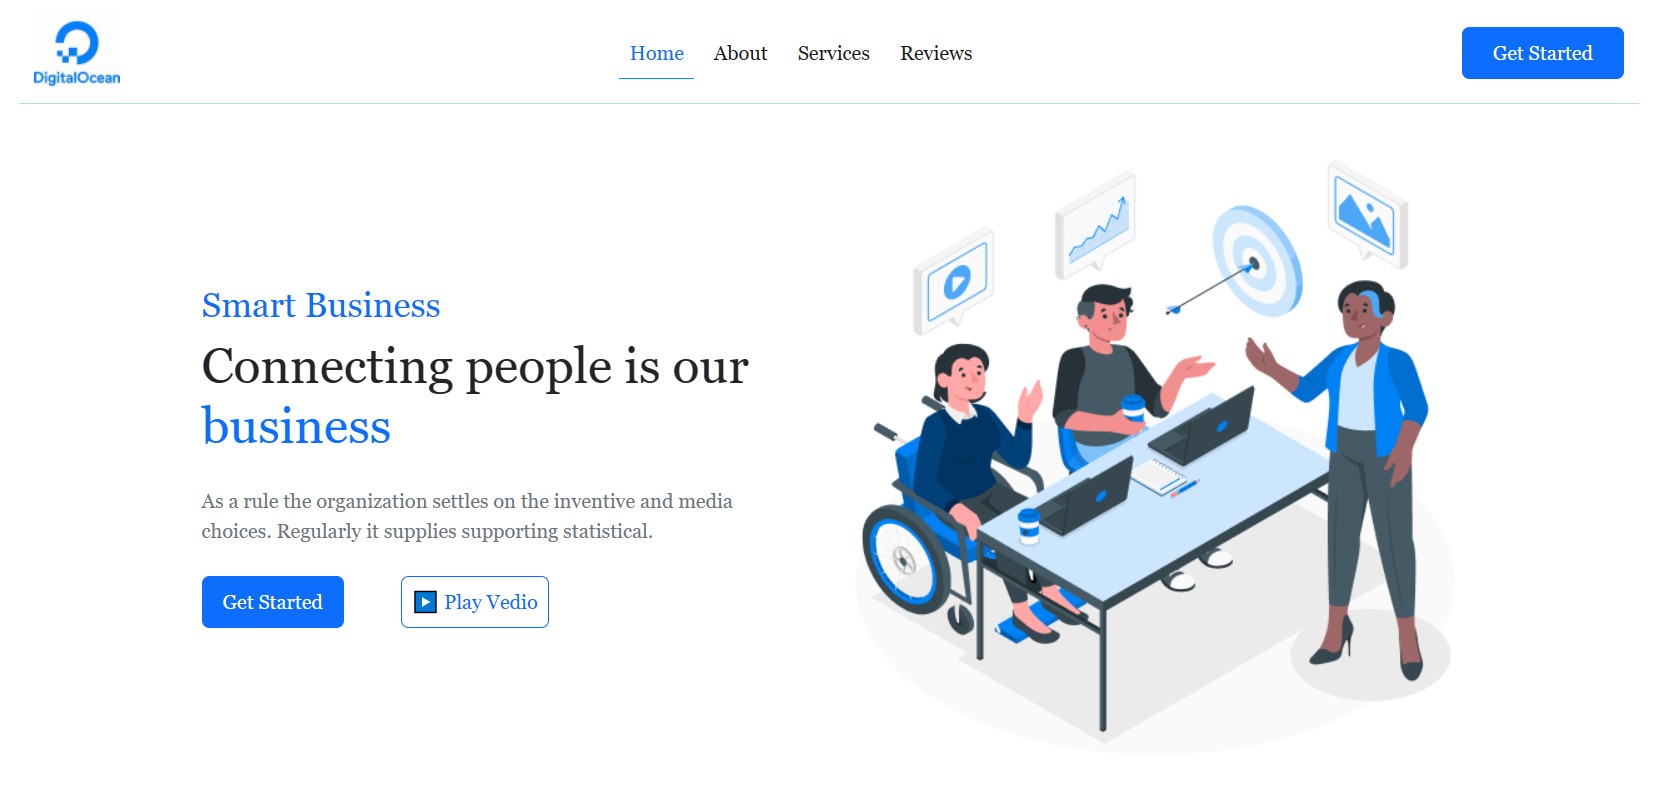 DigitalOcean
Home About Services Reviews
Get Started
Smart Business
Connecting people is our
business
As a rule the organization settles on the inventive and media
choices. Regularly it supplies supporting statistical.
Get Started
Play Vedio